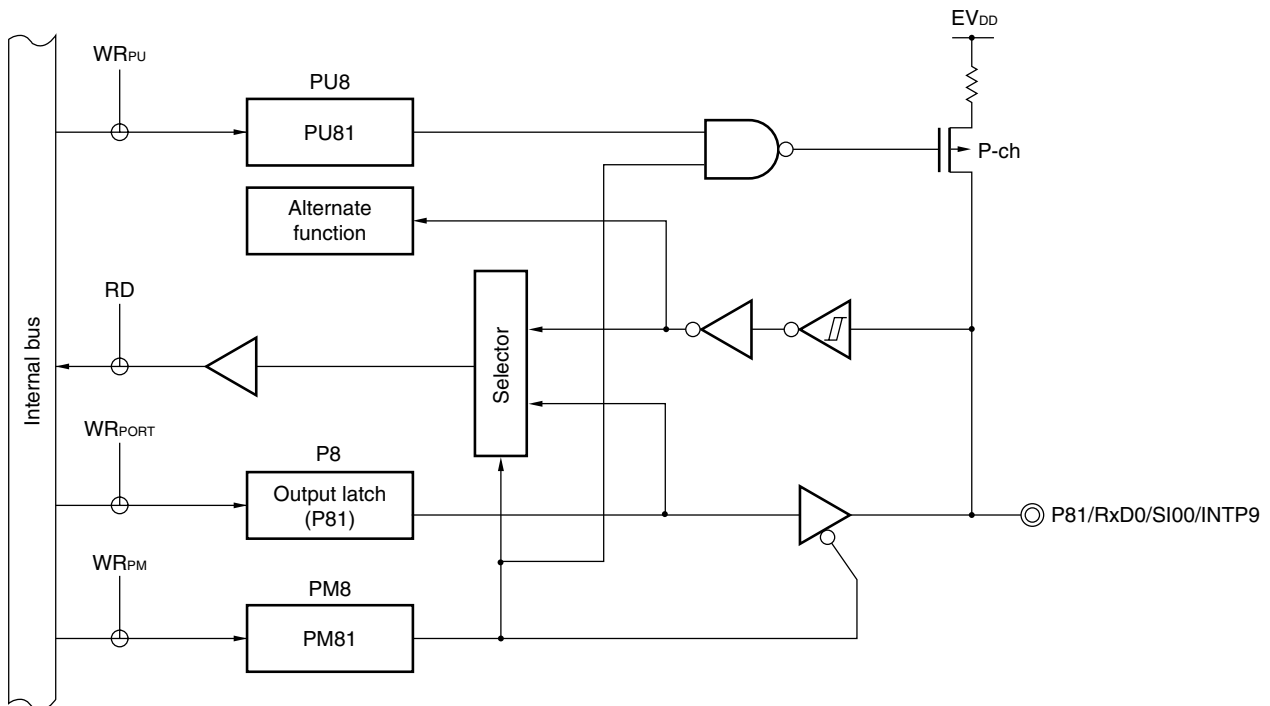 EVDD
WRPU
PU8
PU81
P-ch
Alternate
function
RD
Selector
Internal bus
WRPORT
P8
Output latch
(P81)
P81/RxD0/SI00/INTP9
WRPM
PM8
PM81